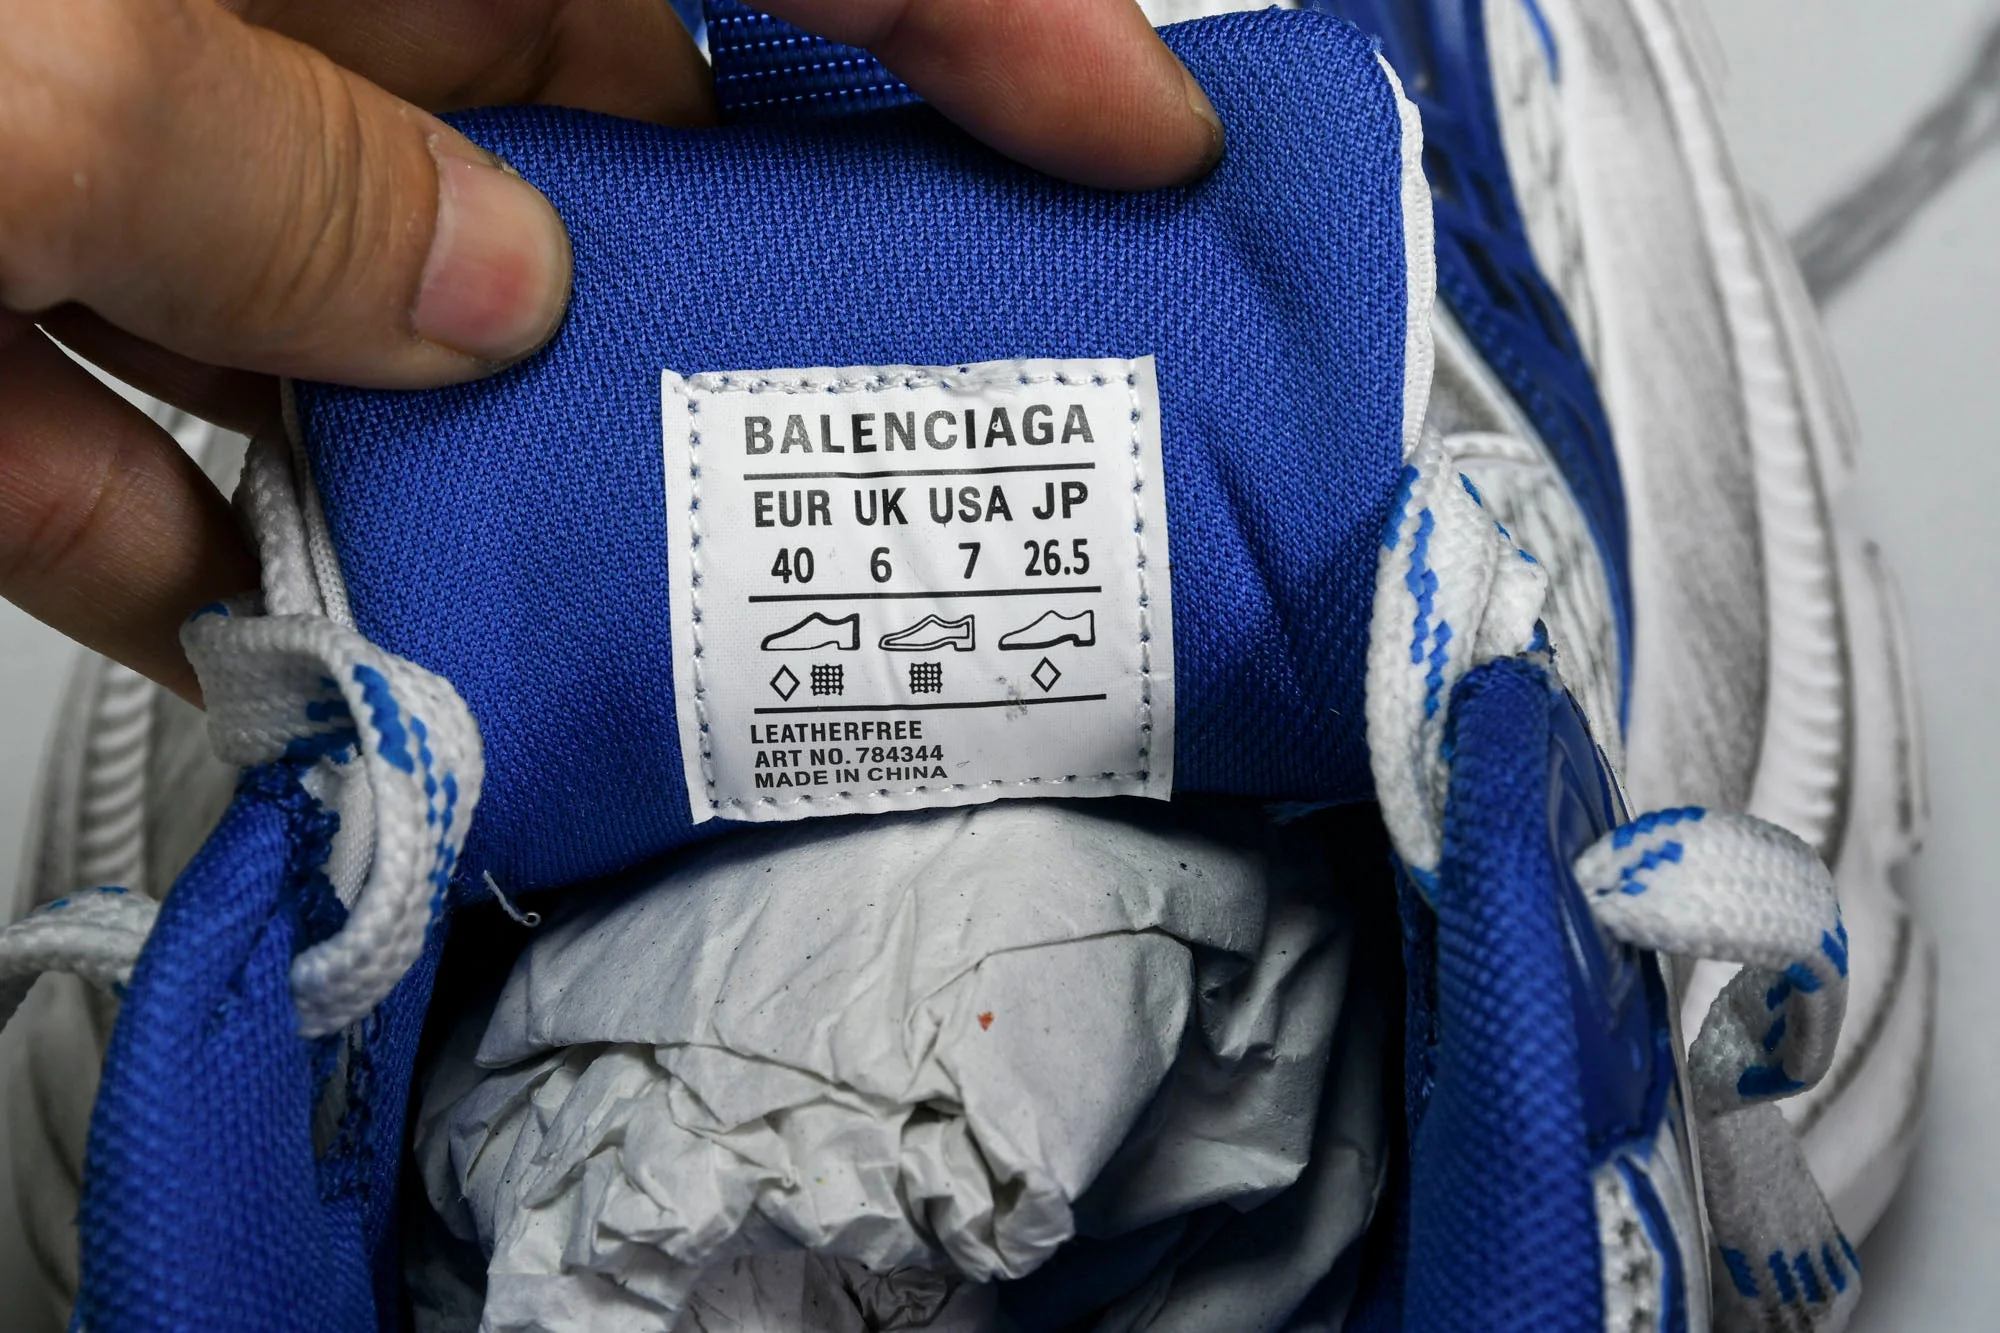 BALENCIAGA
EUR UK USA JP
40 6 7 26.5
LEATHERFREE
ART NO. 784344
MADE IN CHINA